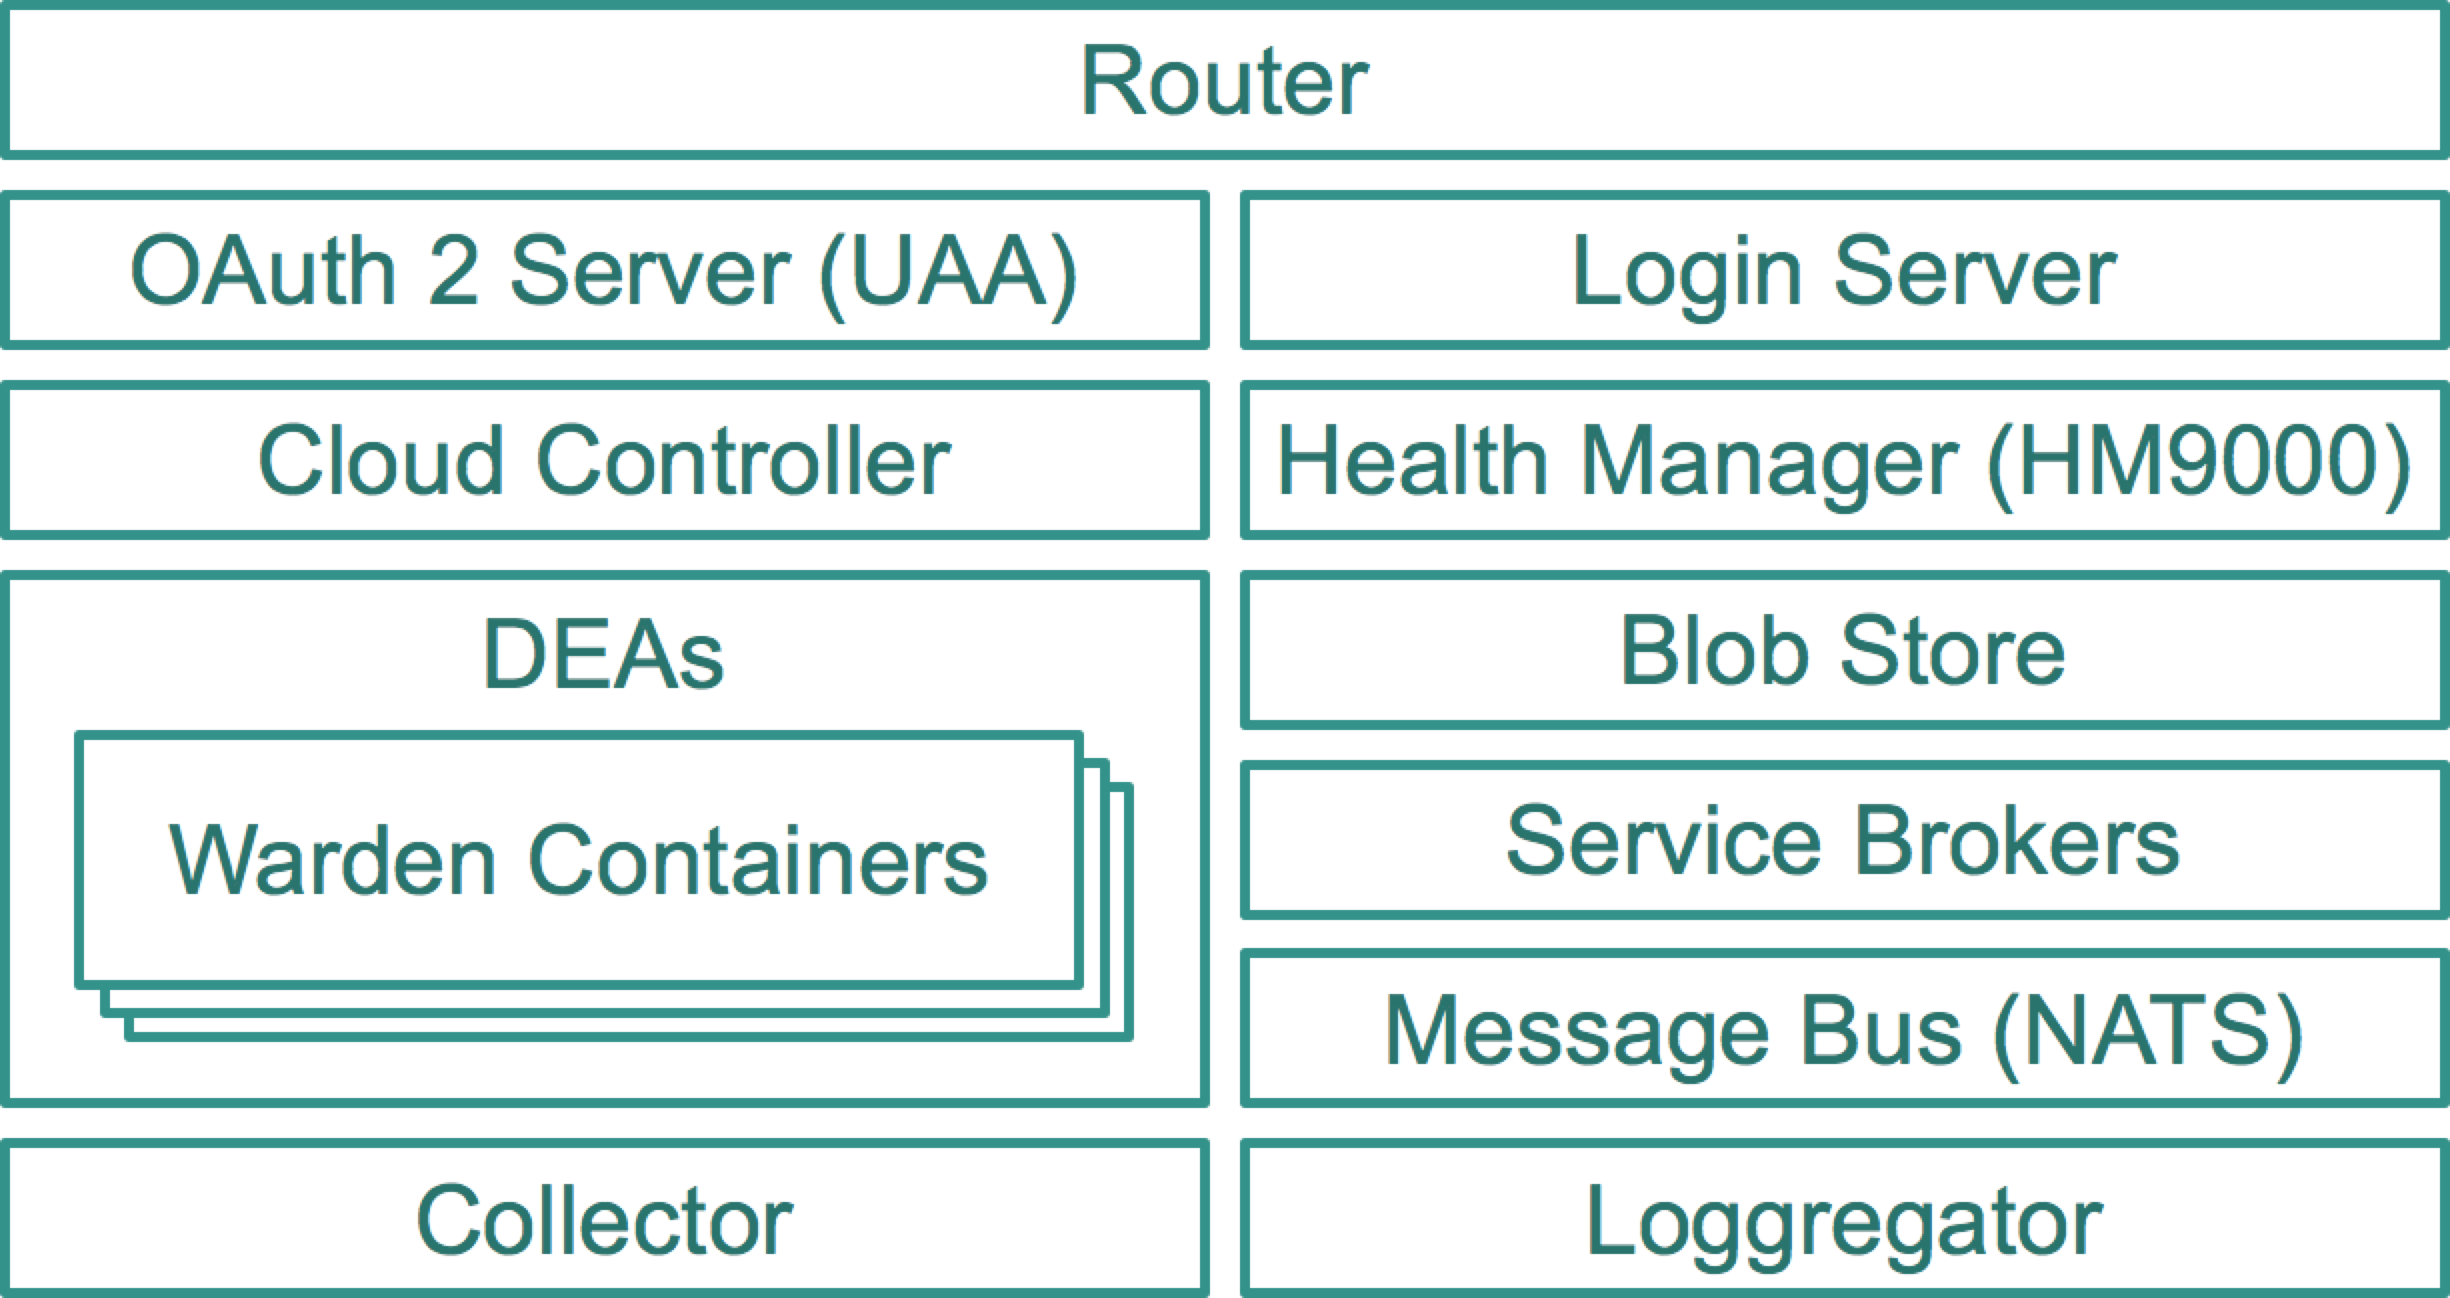 Router
OAuth 2 Server (UAA)
Login Server
Cloud Controller
Health Manager (HM9000)
DEAs
Warden Containers
Blob Store
Service Brokers
Message Bus (NATS)
Collector
Loggregator